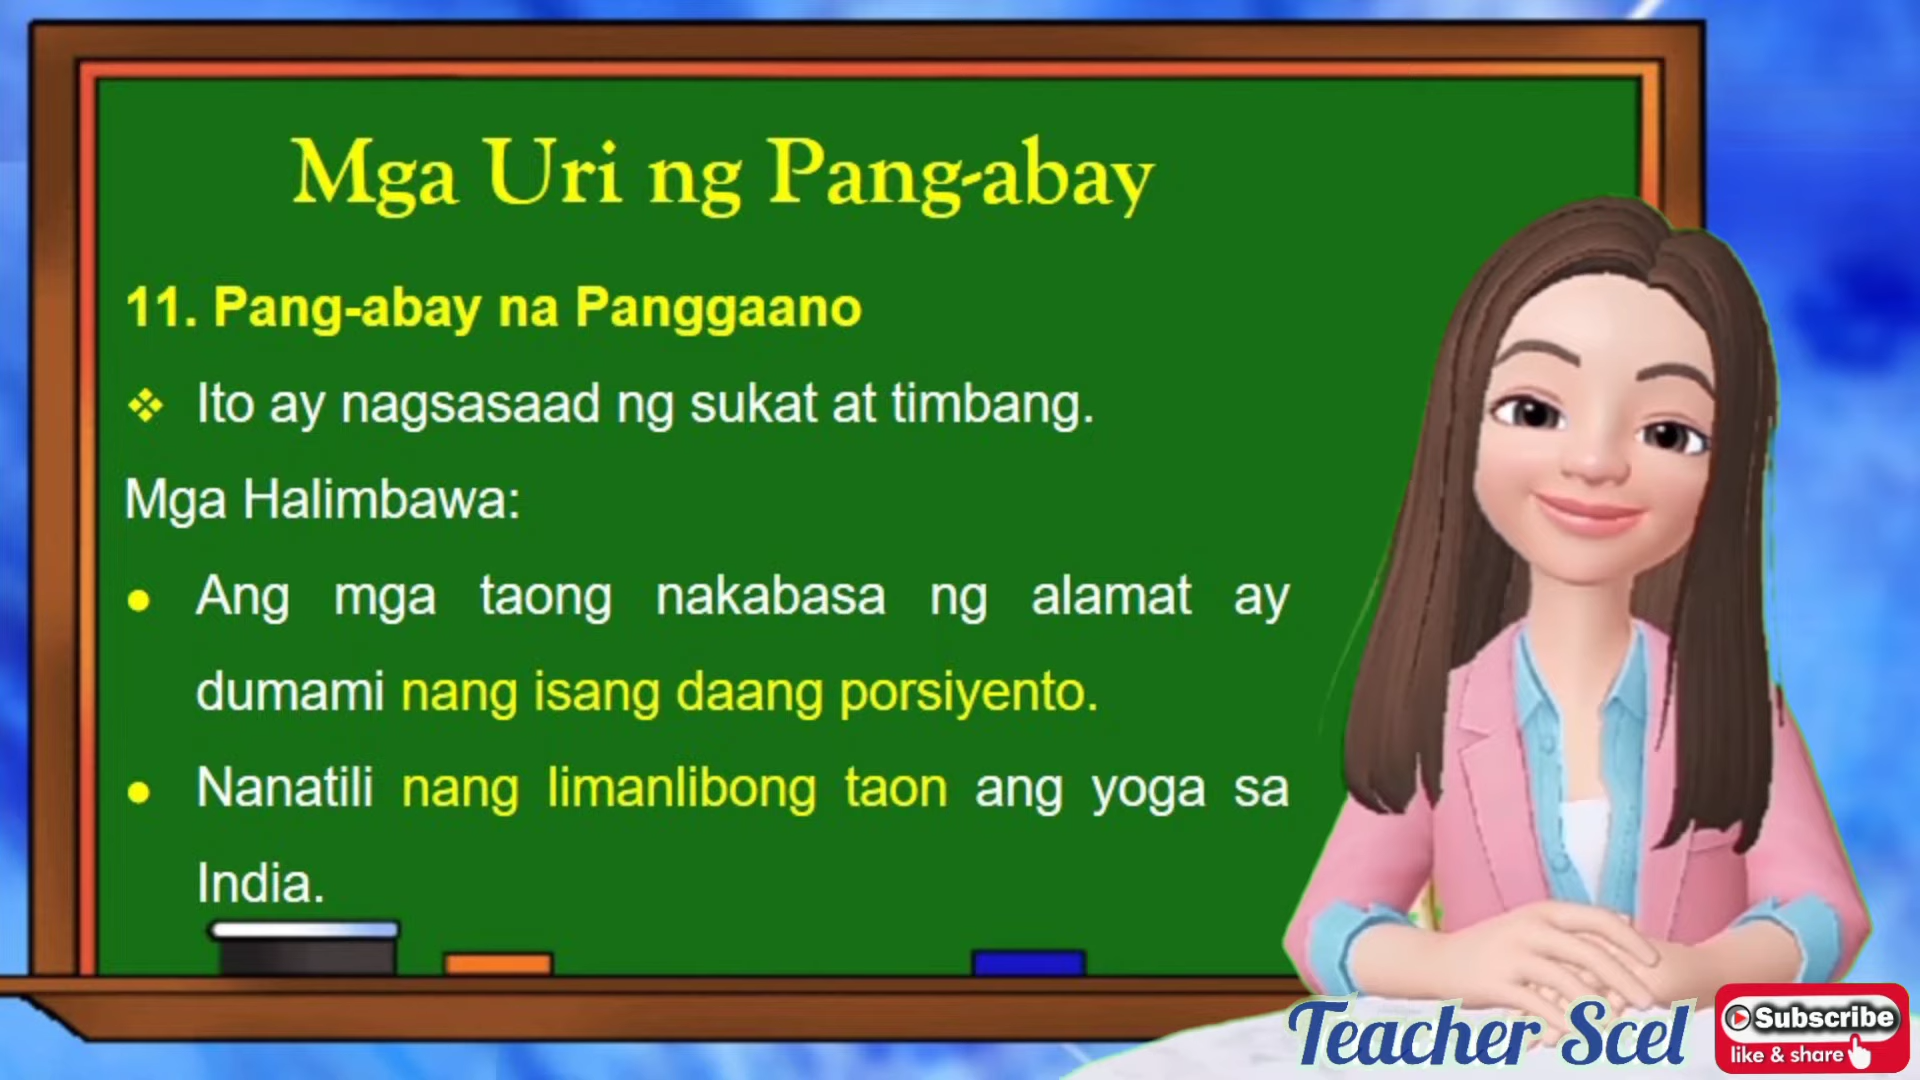 Mga Uri ng Pang-abay
11. Pang-abay na Panggaano
❖ Ito ay nagsasaad ng sukat at timbang.
Mga Halimbawa:
● Ang mga taong nakabasa ng alamat ay
dumami nang isang daang porsiyento.
● Nanatili nang limanlibong taon ang yoga sa
India.
Teacher Scel
Subscribe
like & share